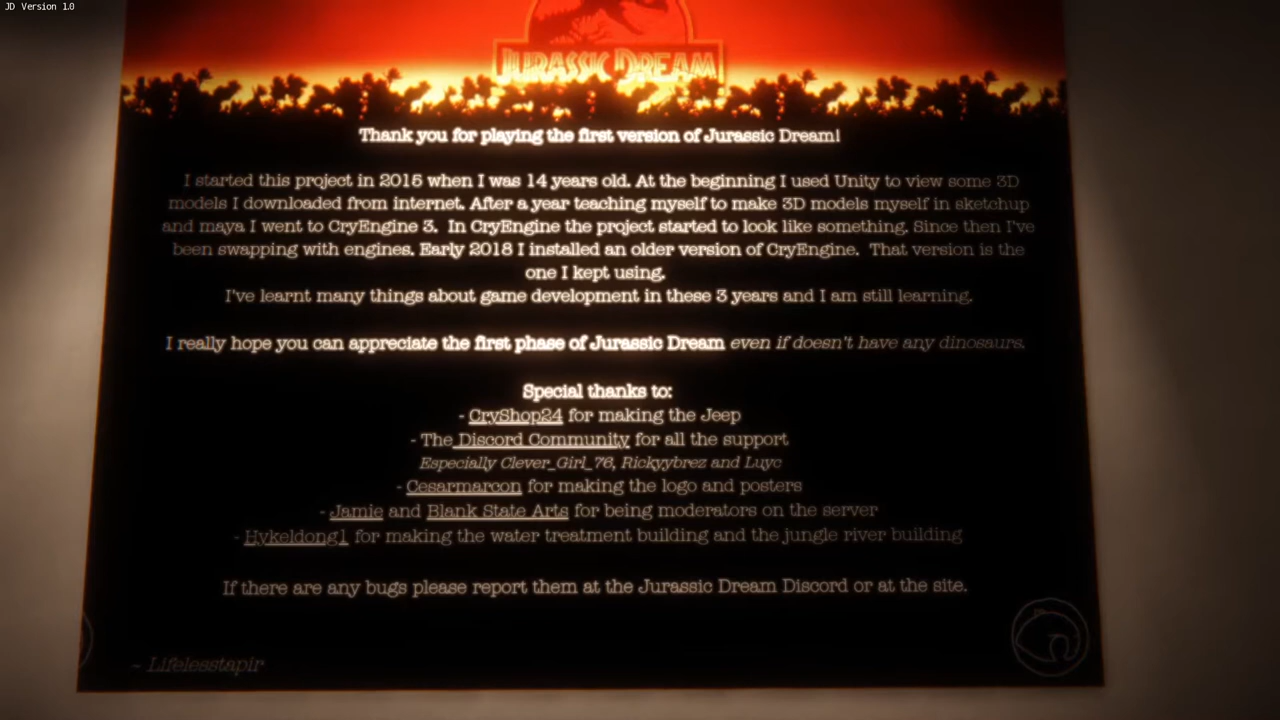 JD Version 1.0
JURASSIC DREAM
Thank you for playing the first version of Jurassic Dream!
I started this project in 2015 when I was 14 years old. At the beginning I used Unity to view some 3D
models I downloaded from internet. After a year teaching myself to make 3D models myself in sketchup
and maya I went to CryEngine 3. In CryEngine the project started to look like something. Since then I've
been swapping with engines. Early 2018 I installed an older version of CryEngine. That version is the
one I kept using.
I've learnt many things about game development in these 3 years and I am still learning.
I really hope you can appreciate the first phase of Jurassic Dream even if doesn't have any dinosaurs.
Special thanks to:
- CryShop24 for making the Jeep
- The Discord Community for all the support
Especially Clever_Girl_76, Rickyybrez and Luyc
- Cesarmarcon for making the logo and posters
- Jamie and Blank State Arts for being moderators on the server
- Hykeldong1 for making the water treatment building and the jungle river building
If there are any bugs please report them at the Jurassic Dream Discord or at the site.
~ Lifelesstapir